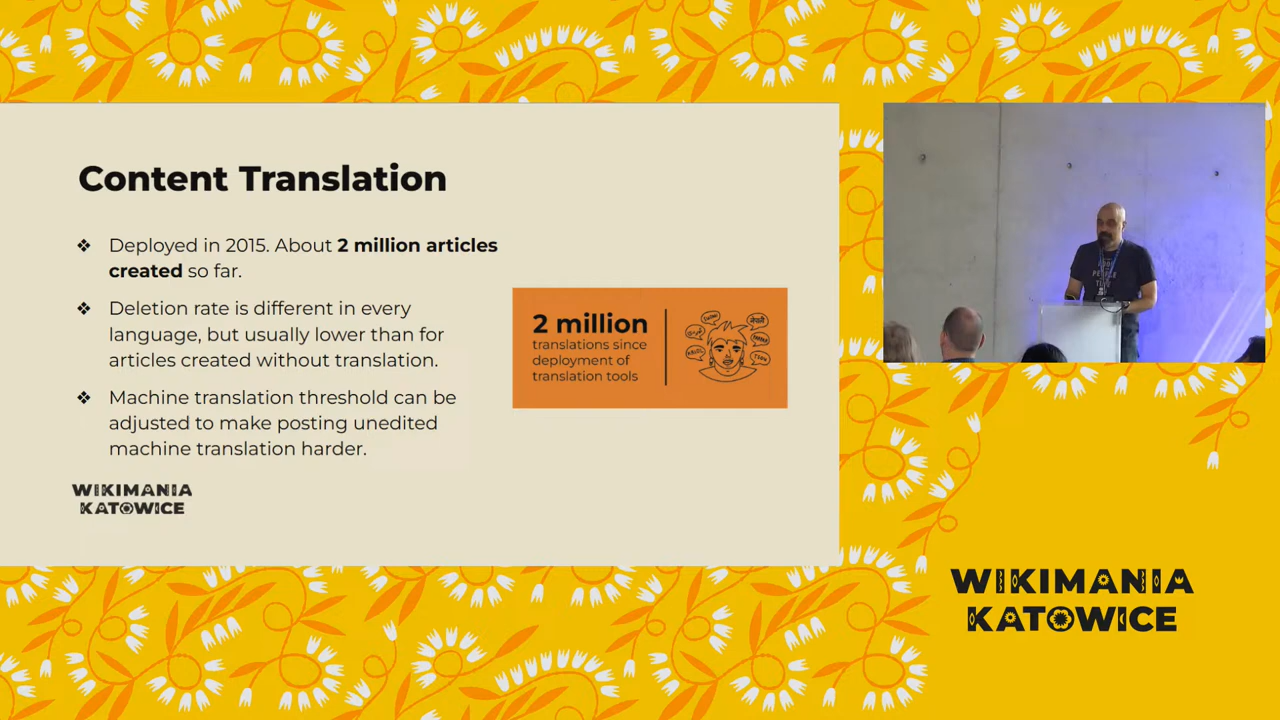 Content Translation
❖ Deployed in 2015. About 2 million articles
created so far.
❖ Deletion rate is different in every
language, but usually lower than for
articles created without translation.
❖ Machine translation threshold can be
adjusted to make posting unedited
machine translation harder.
2 million
translations since
deployment of
translation tools
WIKIMANIA
KATOWICE
WIKIMANIA
KATOWICE